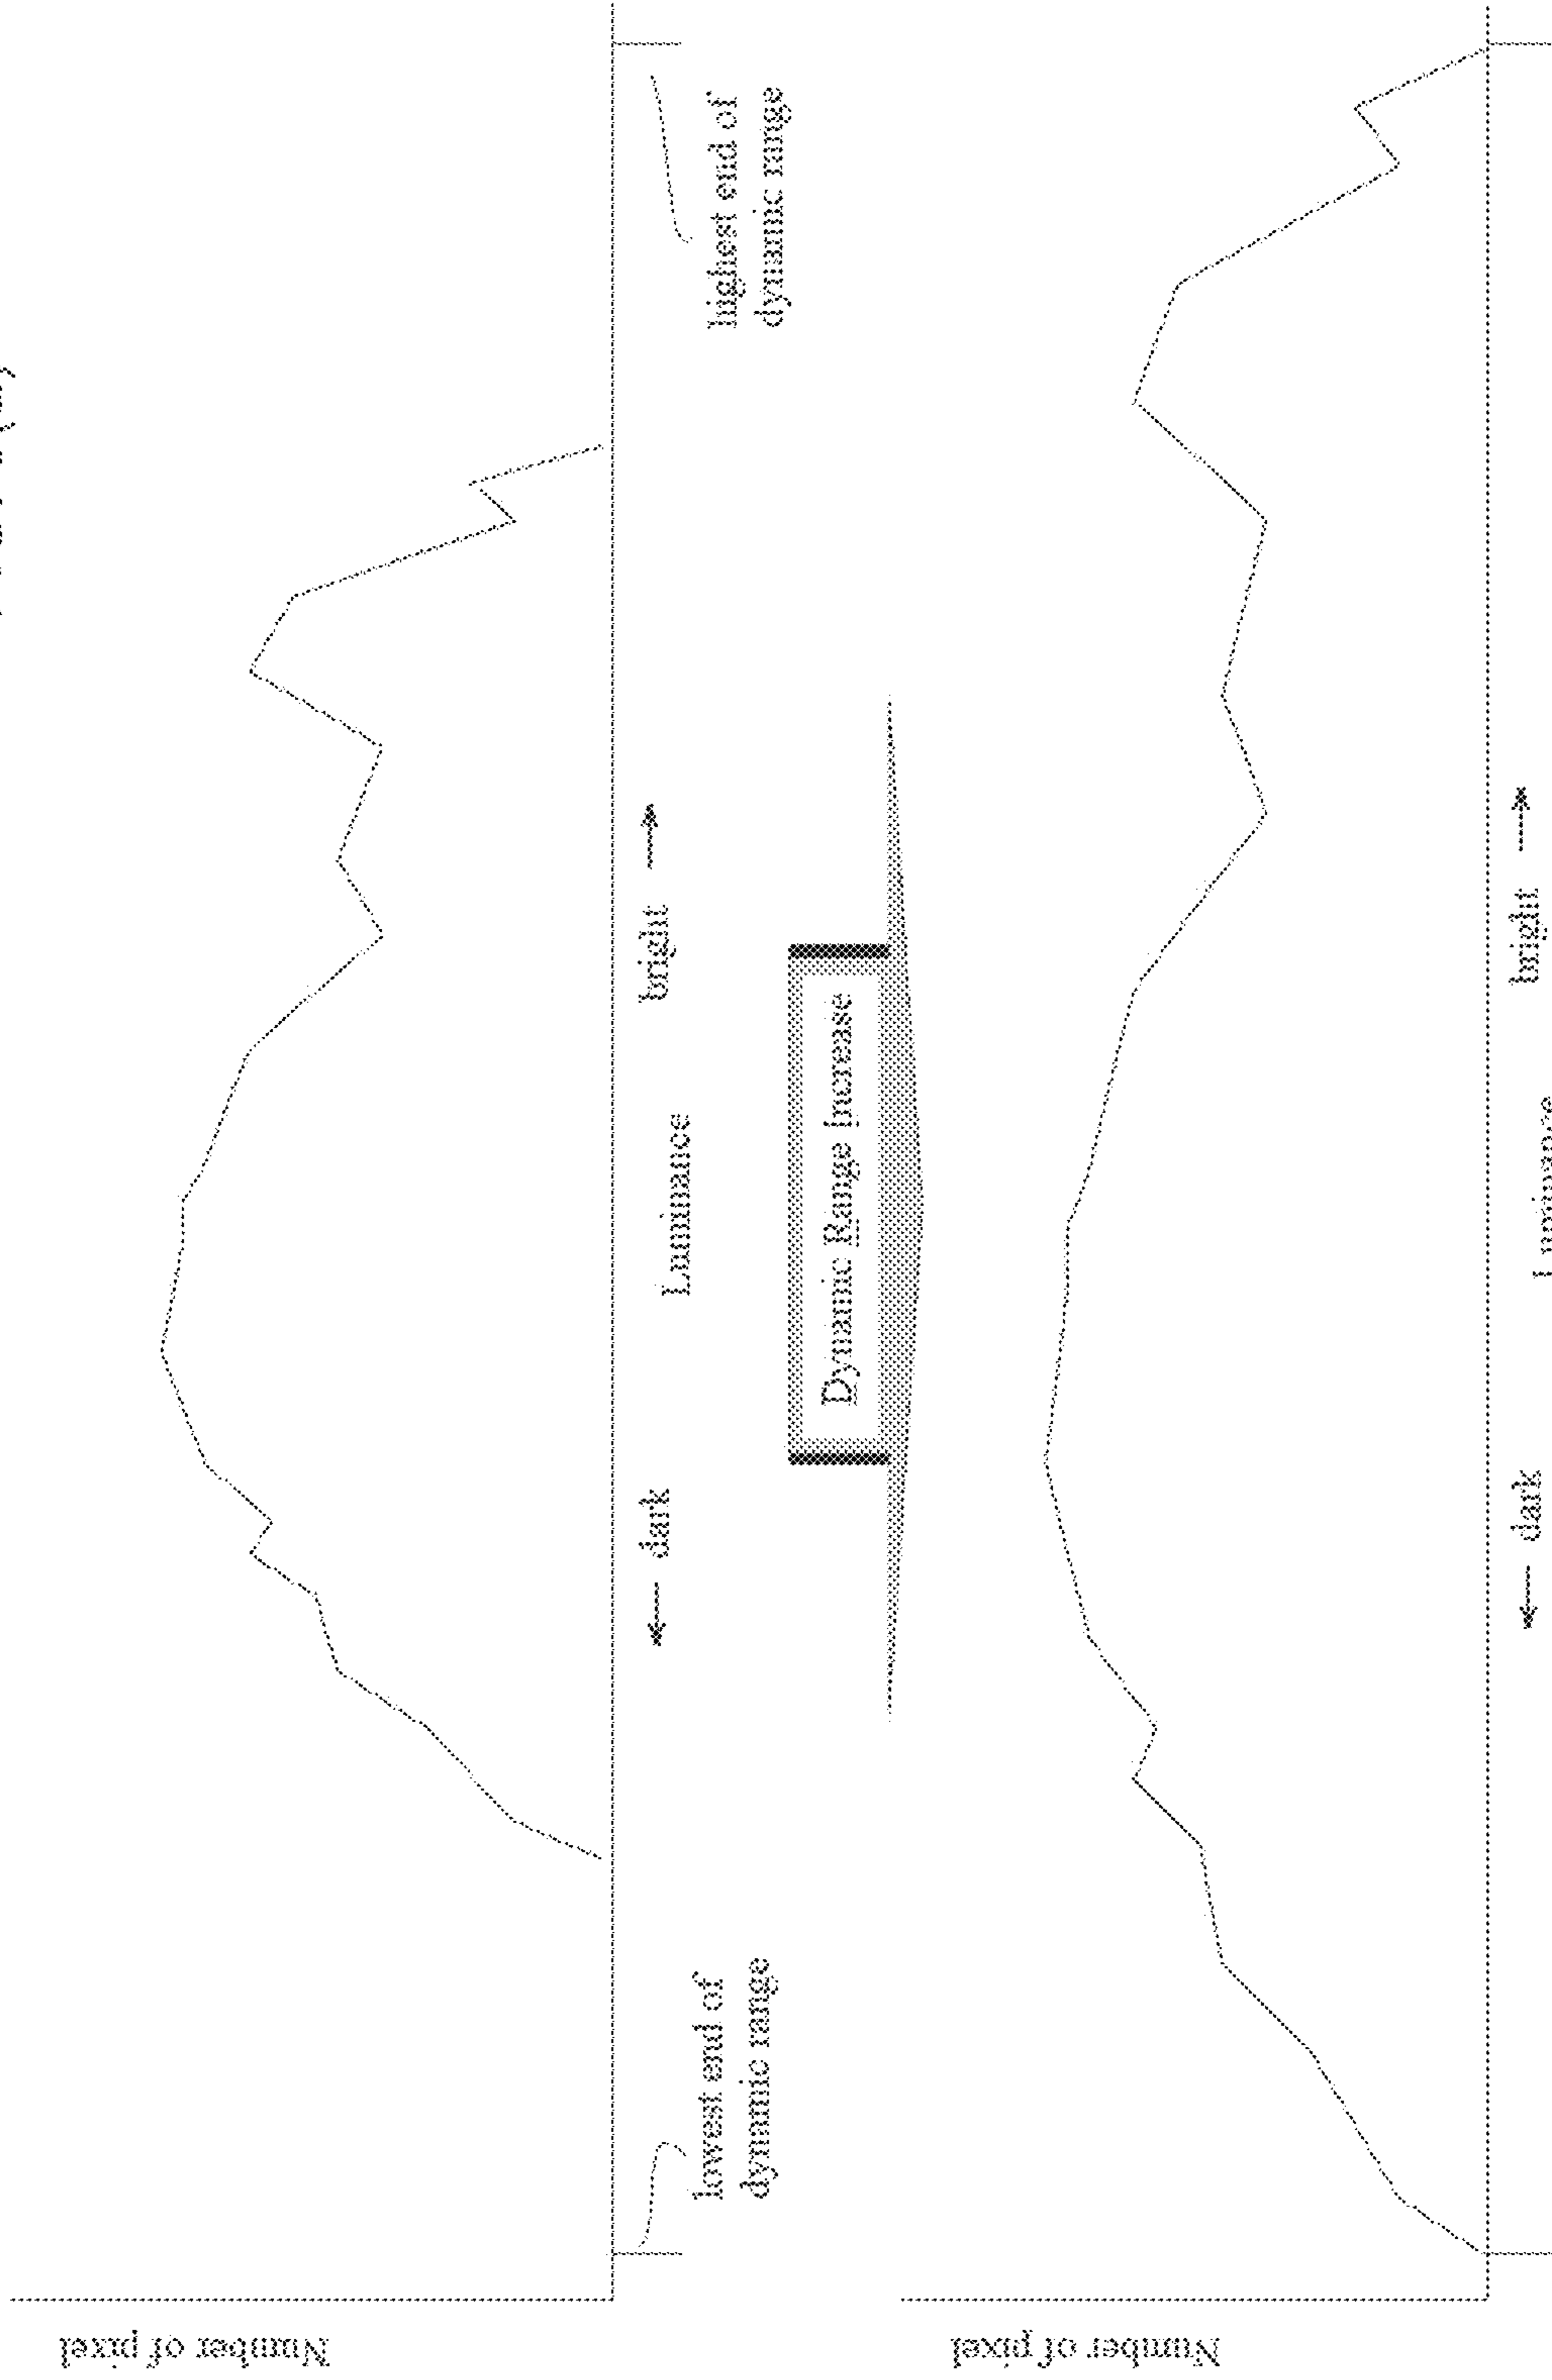 Number of pixel
← dark
bright →
Luminance
lowest end of
dynamic range
highest end of
dynamic range
Dynamic Range Increase
Number of pixel
← dark
bright →
Luminance